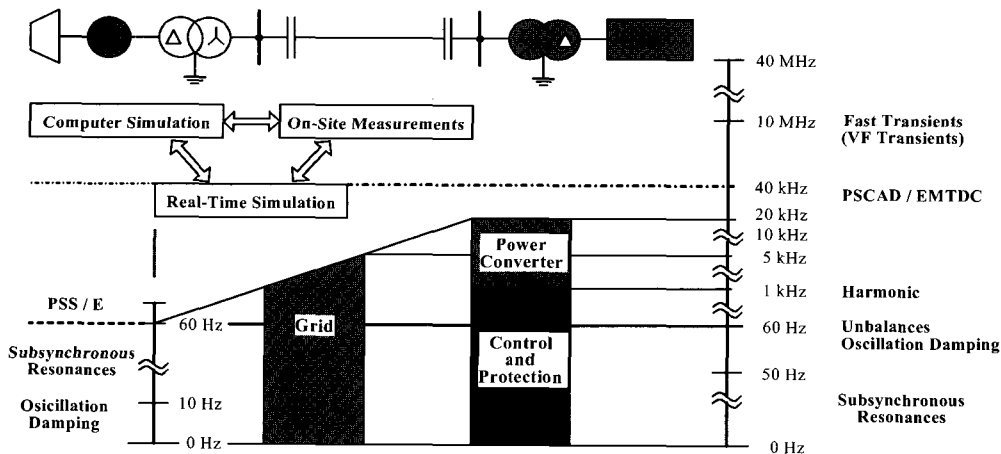 40 MHz
Computer Simulation
On-Site Measurements
10 MHz
Fast Transients
(VF Transients)
Real-Time Simulation
40 kHz
PSCAD / EMTDC
20 kHz
10 kHz
Power
Converter
5 kHz
1 kHz
Harmonic
PSS / E
60 Hz
Grid
60 Hz
Unbalances
Oscillation Damping
Subsynchronous
Resonances
Control
and
Protection
50 Hz
Osicillation
Damping
10 Hz
Subsynchronous
Resonances
0 Hz
0 Hz